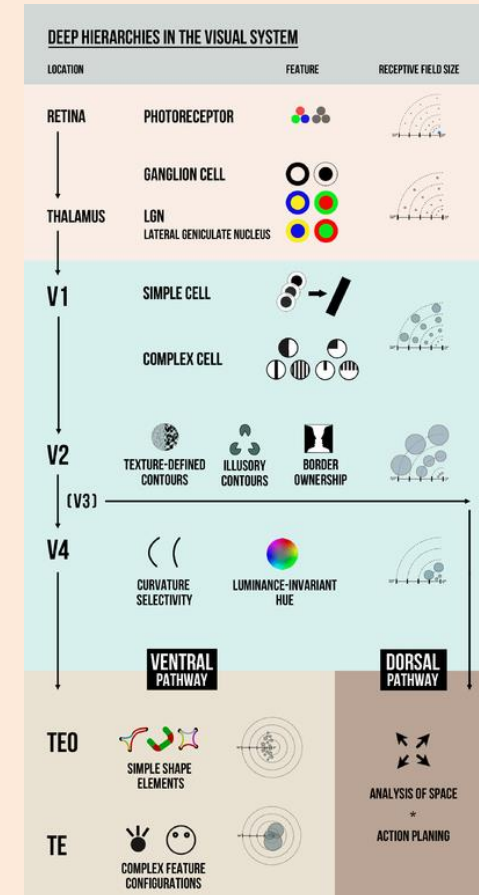 DEEP HIERARCHIES IN THE VISUAL SYSTEM
LOCATION FEATURE RECEPTIVE FIELD SIZE
RETINA PHOTORECEPTOR
GANGLION CELL
THALAMUS LGN
LATERAL GENICULATE NUCLEUS
V1 SIMPLE CELL
COMPLEX CELL
V2
TEXTURE-DEFINED CONTOURS
ILLUSORY CONTOURS
BORDER OWNERSHIP
(V3)
V4
CURVATURE SELECTIVITY
LUMINANCE-INVARIANT HUE
VENTRAL PATHWAY
DORSAL PATHWAY
TEO
SIMPLE SHAPE ELEMENTS
ANALYSIS OF SPACE
*
ACTION PLANING
TE
COMPLEX FEATURE CONFIGURATIONS